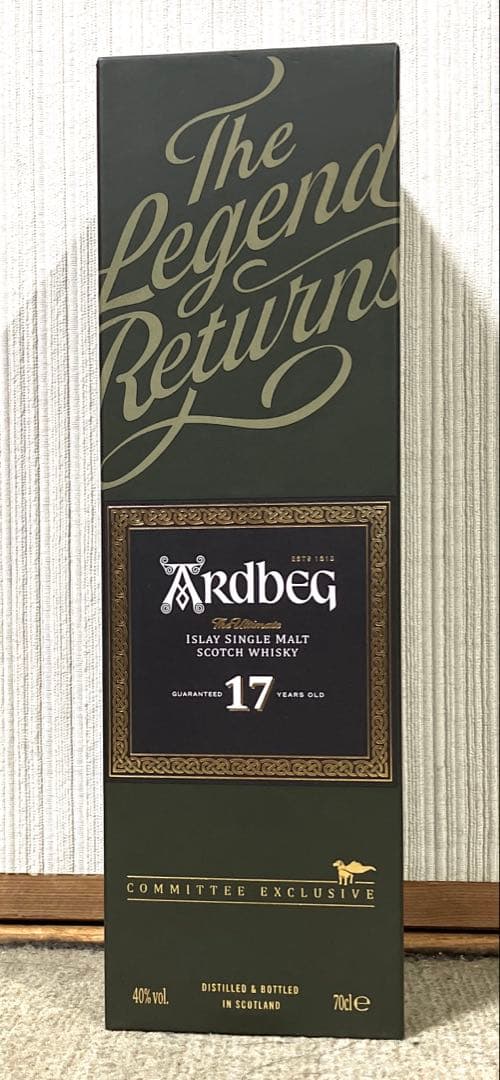 The
Legend
Returns
ESTD 1815
ARDBEG
The Ultimate
ISLAY SINGLE MALT
SCOTCH WHISKY
GUARANTEED 17 YEARS OLD
COMMITTEE EXCLUSIVE
40% vol.
DISTILLED & BOTTLED
IN SCOTLAND
70cl e